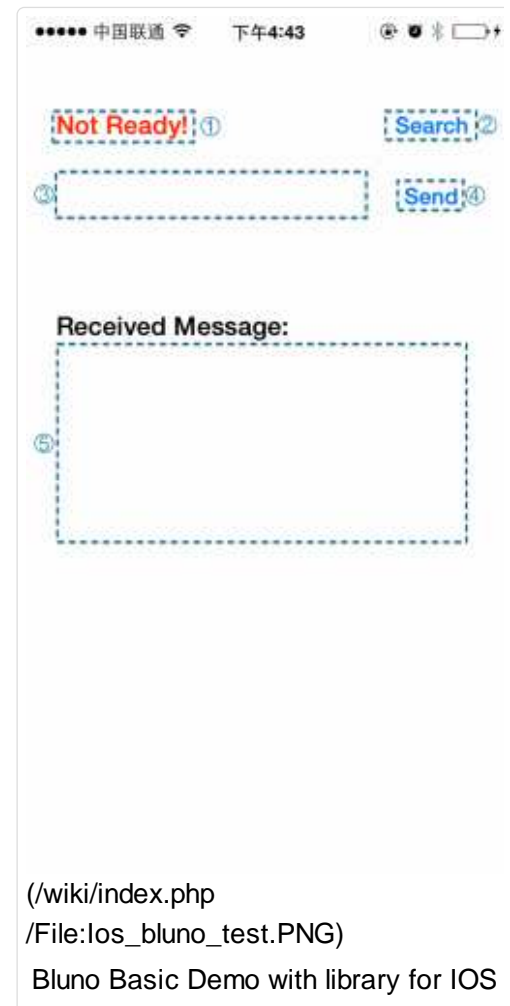 ●●●●● 中国联通 下午4:43
Not Ready! ① Search ②
③ Send ④
Received Message:
⑤
(/wiki/index.php
/File:Ios_bluno_test.PNG)
Bluno Basic Demo with library for IOS